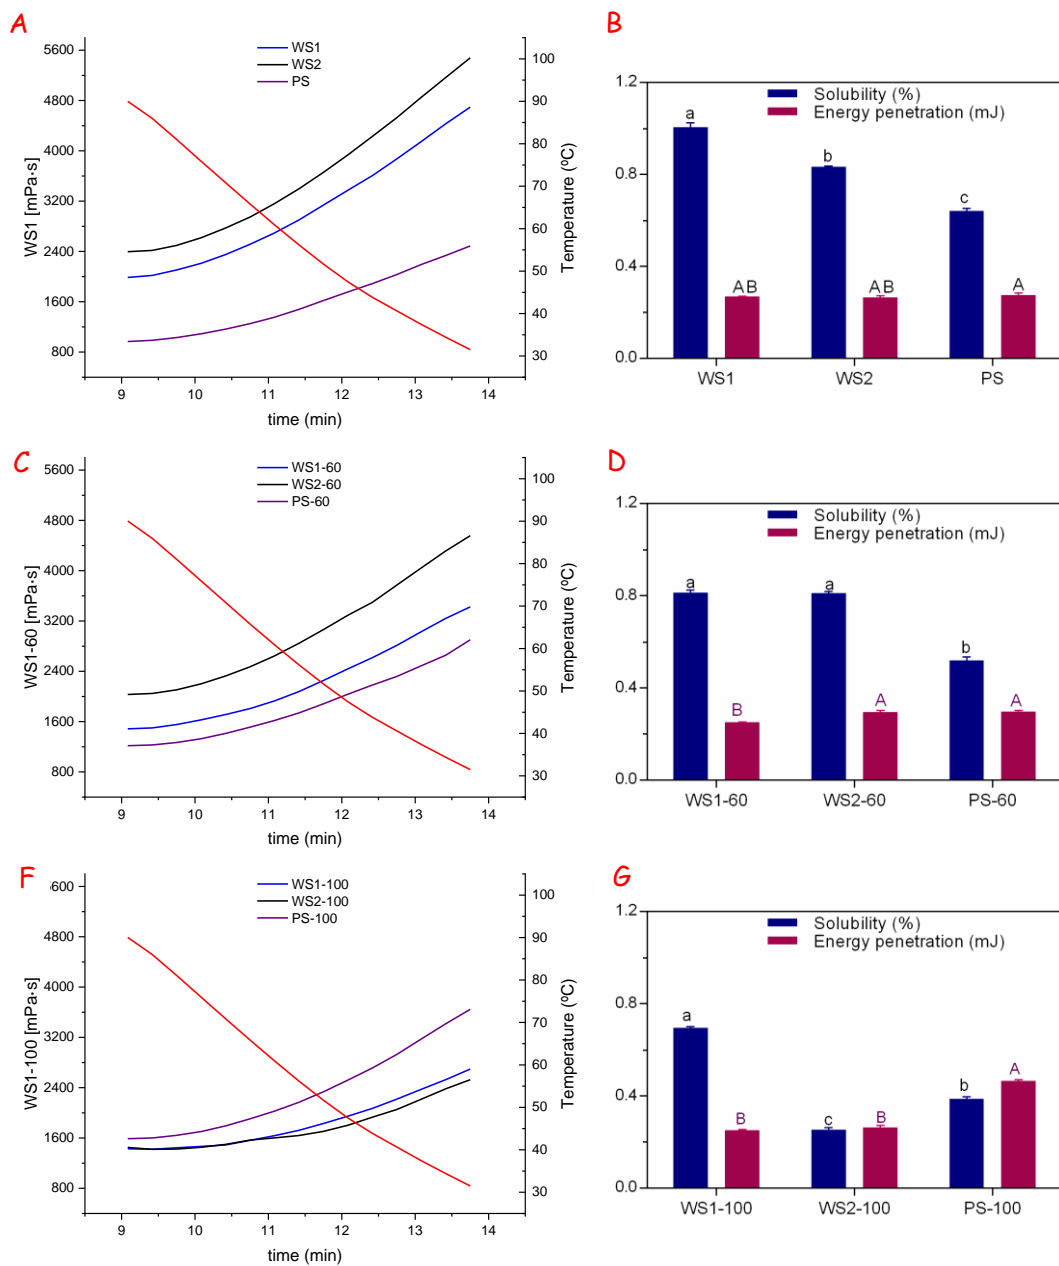 A
WS1
WS2
PS
5600
4800
4000
3200
2400
1600
800
WS1 [mPa·s]
100
90
80
70
60
50
40
30
Temperature (ºC)
9 10 11 12 13 14
time (min)
B
1.2
0.8
0.4
0.0
Solubility (%)
Energy penetration (mJ)
a
b
c
AB AB A
WS1 WS2 PS
C
WS1-60
WS2-60
PS-60
5600
4800
4000
3200
2400
1600
800
WS1-60 [mPa·s]
100
90
80
70
60
50
40
30
Temperature (ºC)
9 10 11 12 13 14
time (min)
D
1.2
0.8
0.4
0.0
Solubility (%)
Energy penetration (mJ)
a a
b
B A A
WS1-60 WS2-60 PS-60
F
WS1-100
WS2-100
PS-100
5600
4800
4000
3200
2400
1600
800
WS1-100 [mPa·s]
100
90
80
70
60
50
40
30
Temperature (ºC)
9 10 11 12 13 14
time (min)
G
1.2
0.8
0.4
0.0
Solubility (%)
Energy penetration (mJ)
a
B
c
B
b
A
WS1-100 WS2-100 PS-100